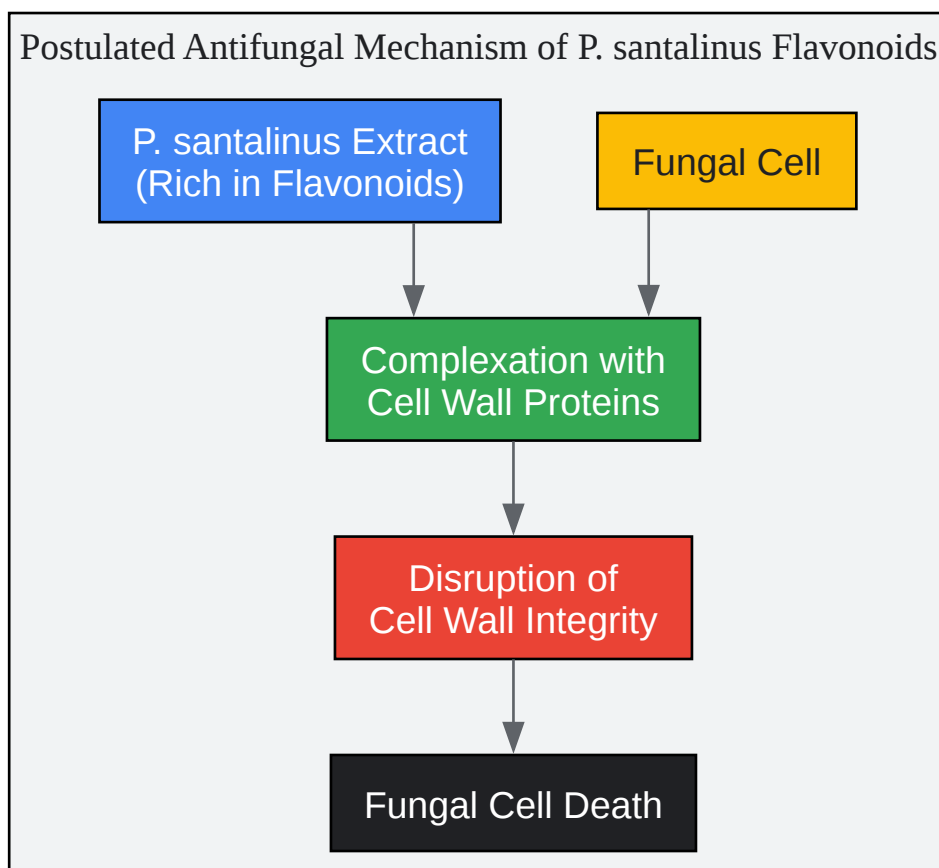 Postulated Antifungal Mechanism of P. santalinus Flavonoids
P. santalinus Extract
(Rich in Flavonoids)
Fungal Cell
Complexation with
Cell Wall Proteins
Disruption of
Cell Wall Integrity
Fungal Cell Death